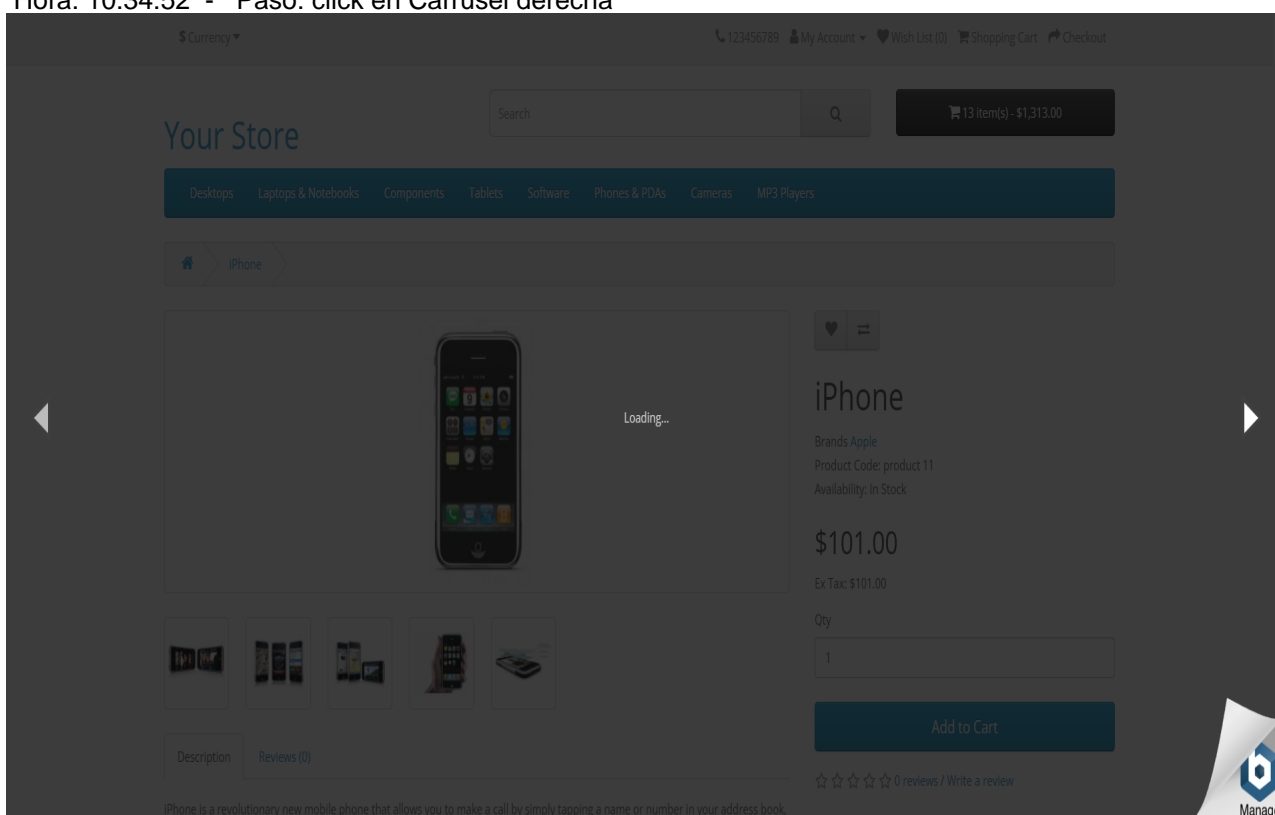 Hora: 10:34:52 - Paso: click en Carrusel derecha
$ Currency
123456789 My Account Wish List (0) Shopping Cart Checkout
Your Store
Search
13 item(s) - $1,313.00
Desktops Laptops & Notebooks Components Tablets Software Phones & PDAs Cameras MP3 Players
iPhone
Loading...
iPhone
Brands Apple
Product Code: product 11
Availability: In Stock
$101.00
Ex Tax: $101.00
Qty
1
Add to Cart
0 reviews / Write a review
Description Reviews (0)
iPhone is a revolutionary new mobile phone that allows you to make a call by simply tapping a name or number in your address book,
b
Manage